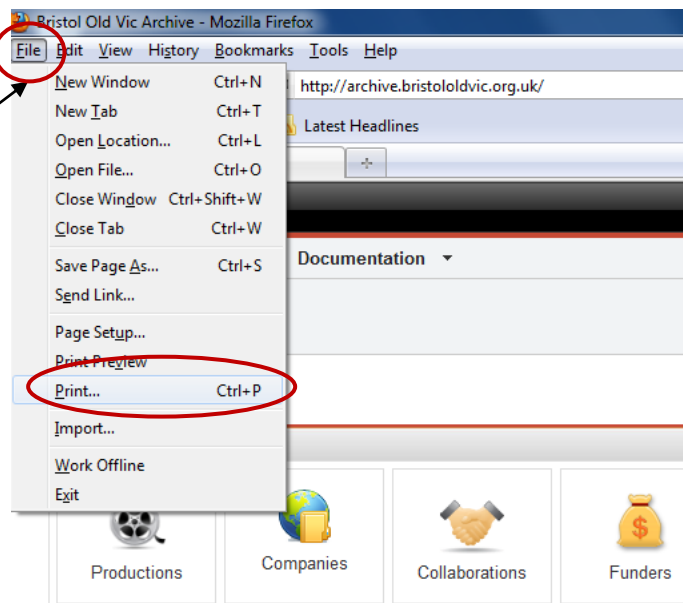 Bristol Old Vic Archive - Mozilla Firefox
File Edit View History Bookmarks Tools Help
New Window Ctrl+N
http://archive.bristololdvic.org.uk/
New Tab Ctrl+T
Latest Headlines
Open Location... Ctrl+L
Open File... Ctrl+O
Close Window Ctrl+Shift+W
Close Tab Ctrl+W
Save Page As... Ctrl+S
Documentation
Send Link...
Page Setup...
Print Preview
Print... Ctrl+P
Import...
Work Offline
Exit
Productions Companies Collaborations Funders